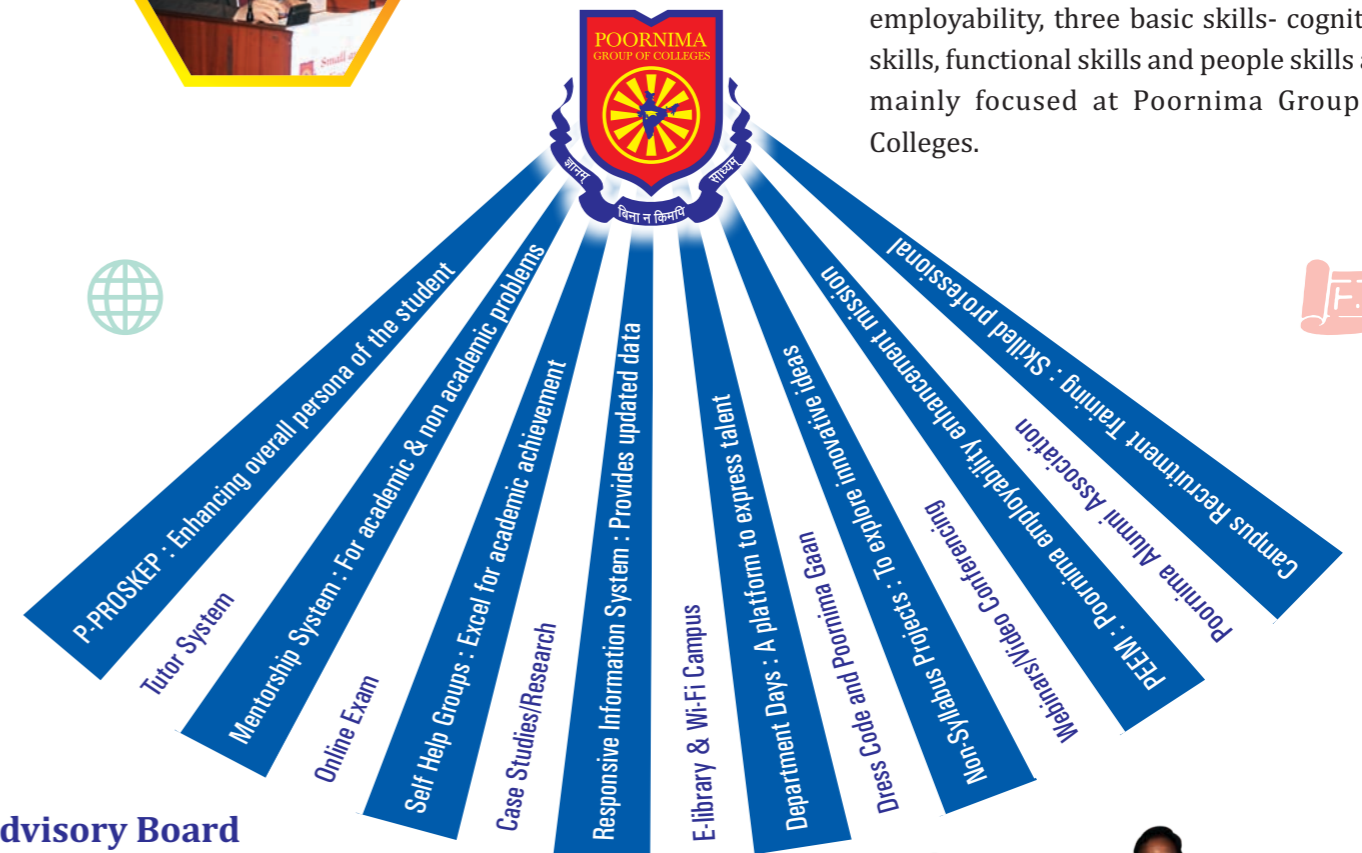 employability, three basic skills- cognit
skills, functional skills and people skills a
mainly focused at Poornima Group
Colleges.
POORNIMA
GROUP OF COLLEGES
ज्ञानम्
विना न किमपि
साध्यम्
Small a
P-PROSKEP : Enhancing overall persona of the student
Tutor System
Mentorship System : For academic & non academic problems
Online Exam
Self Help Groups : Excel for academic achievement
Case Studies/Research
Responsive Information System : Provides updated data
E-library & Wi-Fi Campus
Department Days : A platform to express talent
Dress Code and Poornima Gaan
Non-Syllabus Projects : To explore innovative ideas
Webinars/Video Conferencing
PEEM : Poornima employability enhancement mission
Poornima Alumni Association
Campus Recruitment Training : Skilled professional
dvisory Board